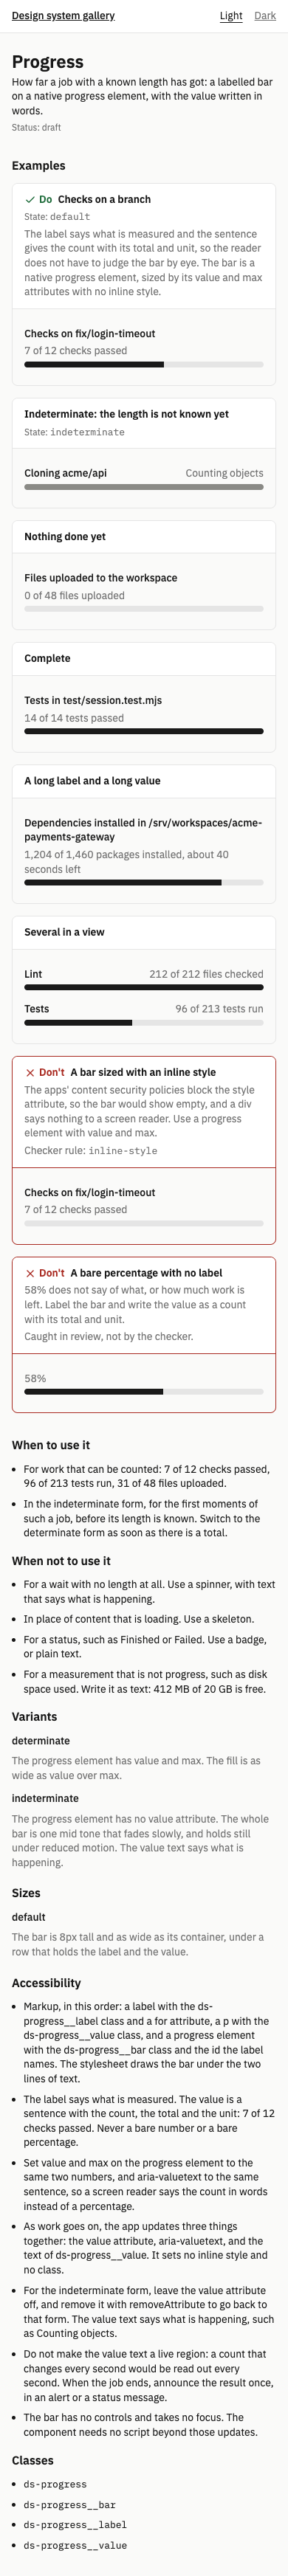 Design system gallery Light Dark
Progress
How far a job with a known length has got: a labelled bar
on a native progress element, with the value written in
words.
Status: draft
Examples
Do Checks on a branch
State: default
The label says what is measured and the sentence
gives the count with its total and unit, so the reader
does not have to judge the bar by eye. The bar is a
native progress element, sized by its value and max
attributes with no inline style.
Checks on fix/login-timeout
7 of 12 checks passed
Indeterminate: the length is not known yet
State: indeterminate
Cloning acme/api Counting objects
Nothing done yet
Files uploaded to the workspace
0 of 48 files uploaded
Complete
Tests in test/session.test.mjs
14 of 14 tests passed
A long label and a long value
Dependencies installed in /srv/workspaces/acme-
payments-gateway
1,204 of 1,460 packages installed, about 40
seconds left
Several in a view
Lint 212 of 212 files checked
Tests 96 of 213 tests run
Don't A bar sized with an inline style
The apps' content security policies block the style
attribute, so the bar would show empty, and a div
says nothing to a screen reader. Use a progress
element with value and max.
Checker rule: inline-style
Checks on fix/login-timeout
7 of 12 checks passed
Don't A bare percentage with no label
58% does not say of what, or how much work is
left. Label the bar and write the value as a count
with its total and unit.
Caught in review, not by the checker.
58%
When to use it
• For work that can be counted: 7 of 12 checks passed,
96 of 213 tests run, 31 of 48 files uploaded.
• In the indeterminate form, for the first moments of
such a job, before its length is known. Switch to the
determinate form as soon as there is a total.
When not to use it
• For a wait with no length at all. Use a spinner, with text
that says what is happening.
• In place of content that is loading. Use a skeleton.
• For a status, such as Finished or Failed. Use a badge,
or plain text.
• For a measurement that is not progress, such as disk
space used. Write it as text: 412 MB of 20 GB is free.
Variants
determinate
The progress element has value and max. The fill is as
wide as value over max.
indeterminate
The progress element has no value attribute. The whole
bar is one mid tone that fades slowly, and holds still
under reduced motion. The value text says what is
happening.
Sizes
default
The bar is 8px tall and as wide as its container, under a
row that holds the label and the value.
Accessibility
• Markup, in this order: a label with the ds-
progress__label class and a for attribute, a p with the
ds-progress__value class, and a progress element
with the ds-progress__bar class and the id the label
names. The stylesheet draws the bar under the two
lines of text.
• The label says what is measured. The value is a
sentence with the count, the total and the unit: 7 of 12
checks passed. Never a bare number or a bare
percentage.
• Set value and max on the progress element to the
same two numbers, and aria-valuetext to the same
sentence, so a screen reader says the count in words
instead of a percentage.
• As work goes on, the app updates three things
together: the value attribute, aria-valuetext, and the
text of ds-progress__value. It sets no inline style and
no class.
• For the indeterminate form, leave the value attribute
off, and remove it with removeAttribute to go back to
that form. The value text says what is happening, such
as Counting objects.
• Do not make the value text a live region: a count that
changes every second would be read out every
second. When the job ends, announce the result once,
in an alert or a status message.
• The bar has no controls and takes no focus. The
component needs no script beyond those updates.
Classes
• ds-progress
• ds-progress__bar
• ds-progress__label
• ds-progress__value